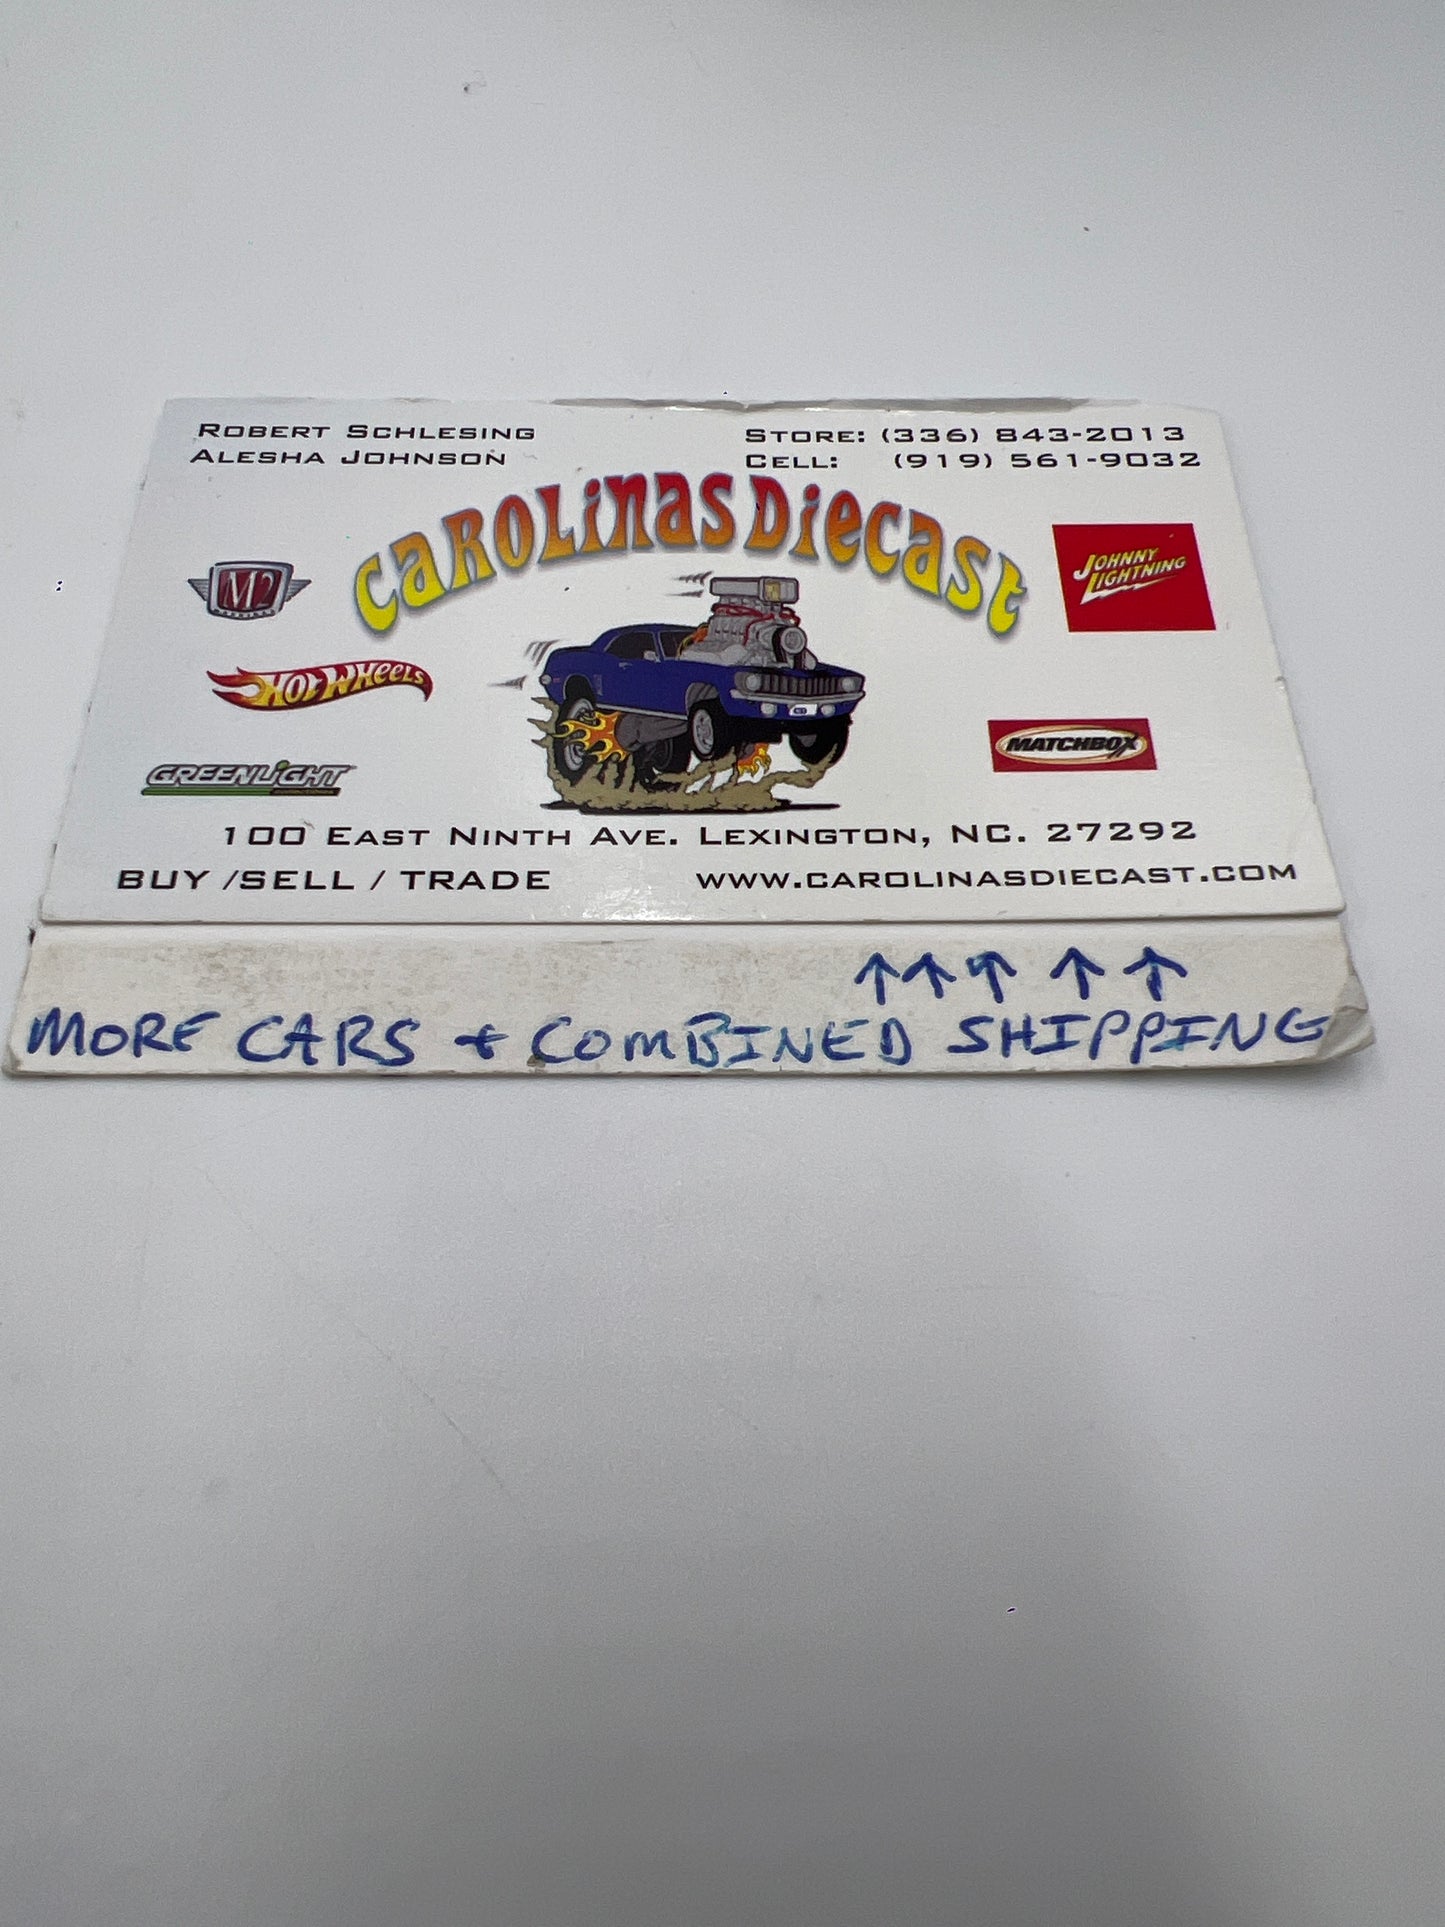 ROBERT SCHLESING
ALESHA JOHNSON
STORE: (336) 843-2013
CELL: (919) 561-9032
CAROLINAS DIECAST
M2
JOHNNY LIGHTNING
HOT WHEELS
MATCHBOX
GREENLIGHT
100 EAST NINTH AVE. LEXINGTON, NC. 27292
BUY /SELL / TRADE
WWW.CAROLINASDIECAST.COM
↑ ↑ ↑ ↑ ↑
MORE CARS + COMBINED SHIPPING